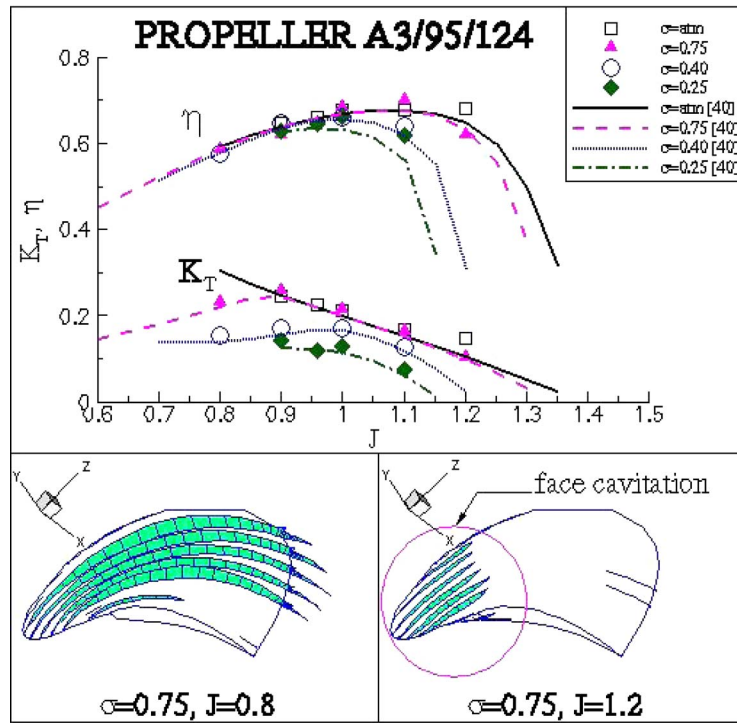 PROPELLER A3/95/124
σ=atm
σ=0.75
σ=0.40
σ=0.25
σ=atm [40]
σ=0.75 [40]
σ=0.40 [40]
σ=0.25 [40]
0.8
0.6
0.4
0.2
0
K_T, η
η
K_T
0.6 0.7 0.8 0.9 1 1.1 1.2 1.3 1.4 1.5
J
Y Z X
σ=0.75, J=0.8
Y Z X
face cavitation
σ=0.75, J=1.2